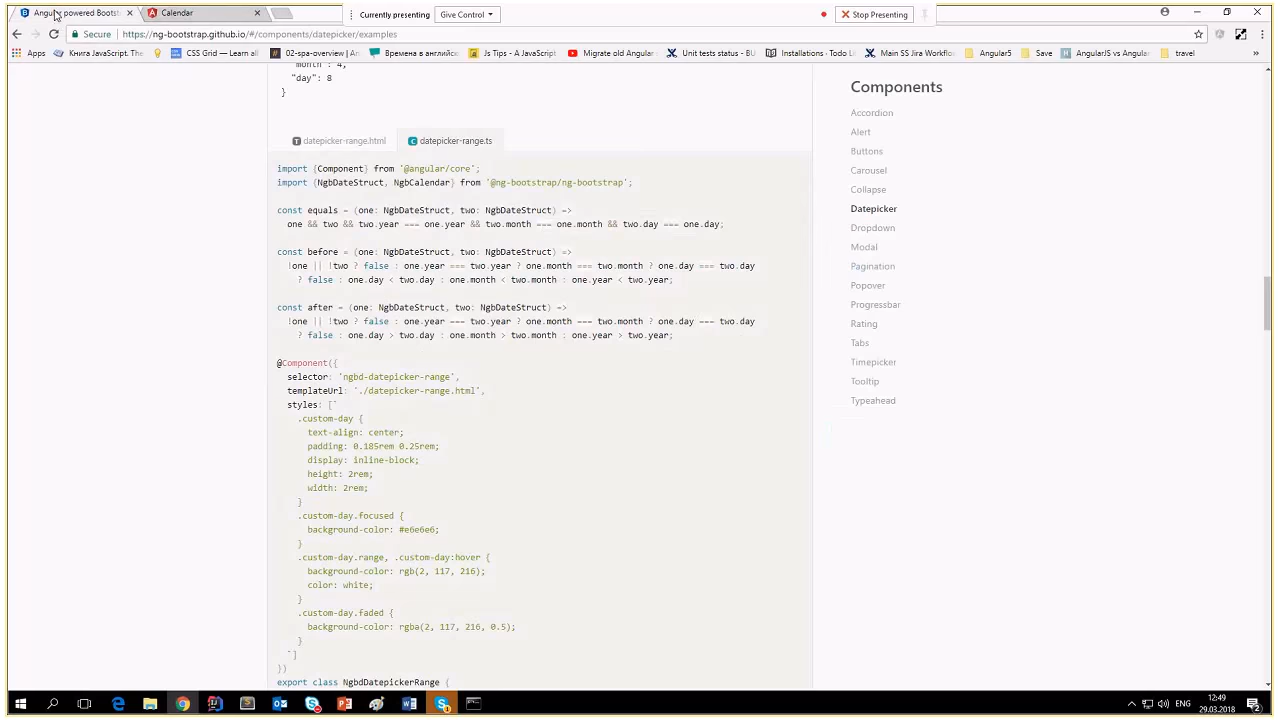 Angular powered Bootst
Calendar
Currently presenting
Give Control
Stop Presenting
Secure
https://ng-bootstrap.github.io/#/components/datepicker/examples
Apps
Книга JavaScript. The
CSS Grid — Learn all
02-spa-overview | An
Времена в английск
Js Tips - A JavaScript
Migrate old Angular
Unit tests status - Bi
Installations - Todo Li
Main SS Jira Workflo
Angular5
Save
AngularJS vs Angular
travel
»
"month": 4,
"day": 8
}
datepicker-range.html
datepicker-range.ts
import {Component} from '@angular/core';
import {NgbDateStruct, NgbCalendar} from '@ng-bootstrap/ng-bootstrap';
const equals = (one: NgbDateStruct, two: NgbDateStruct) =>
one && two && two.year === one.year && two.month === one.month && two.day === one.day;
const before = (one: NgbDateStruct, two: NgbDateStruct) =>
!one || !two ? false : one.year === two.year ? one.month === two.month ? one.day === two.day
? false : one.day < two.day : one.month < two.month : one.year < two.year;
const after = (one: NgbDateStruct, two: NgbDateStruct) =>
!one || !two ? false : one.year === two.year ? one.month === two.month ? one.day === two.day
? false : one.day > two.day : one.month > two.month : one.year > two.year;
@Component({
selector: 'ngbd-datepicker-range',
templateUrl: './datepicker-range.html',
styles: [`
.custom-day {
text-align: center;
padding: 0.185rem 0.25rem;
display: inline-block;
height: 2rem;
width: 2rem;
}
.custom-day.focused {
background-color: #e6e6e6;
}
.custom-day.range, .custom-day:hover {
background-color: rgb(2, 117, 216);
color: white;
}
.custom-day.faded {
background-color: rgba(2, 117, 216, 0.5);
}
`]
})
export class NgbdDatepickerRange {
Components
Accordion
Alert
Buttons
Carousel
Collapse
Datepicker
Dropdown
Modal
Pagination
Popover
Progressbar
Rating
Tabs
Timepicker
Tooltip
Typeahead
ENG
12:49
29.03.2018